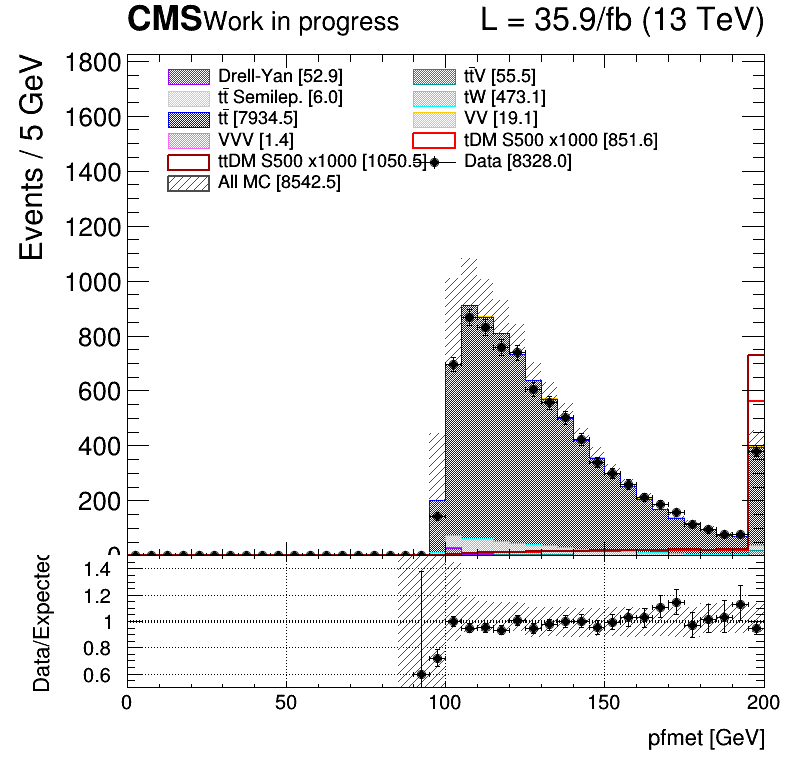 CMS Work in progress L = 35.9/fb (13 TeV)
Events / 5 GeV
1800
1600
1400
1200
1000
800
600
400
200
0
Drell-Yan [52.9] tt̄V [55.5]
tt̄ Semilep. [6.0] tW [473.1]
tt̄ [7934.5] VV [19.1]
VVV [1.4] tDM S500 x1000 [851.6]
ttDM S500 x1000 [1050.5] Data [8328.0]
All MC [8542.5]
Data/Expected
1.4
1.2
1
0.8
0.6
0 50 100 150 200
pfmet [GeV]